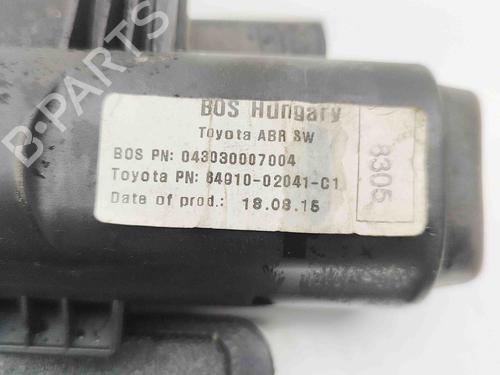 BOS Hungary
Toyota ABR SW
BOS PN: 043030007004
Toyota PN: 64910-02041-C1
Date of prod.: 18.08.15
8305
B-PARTS